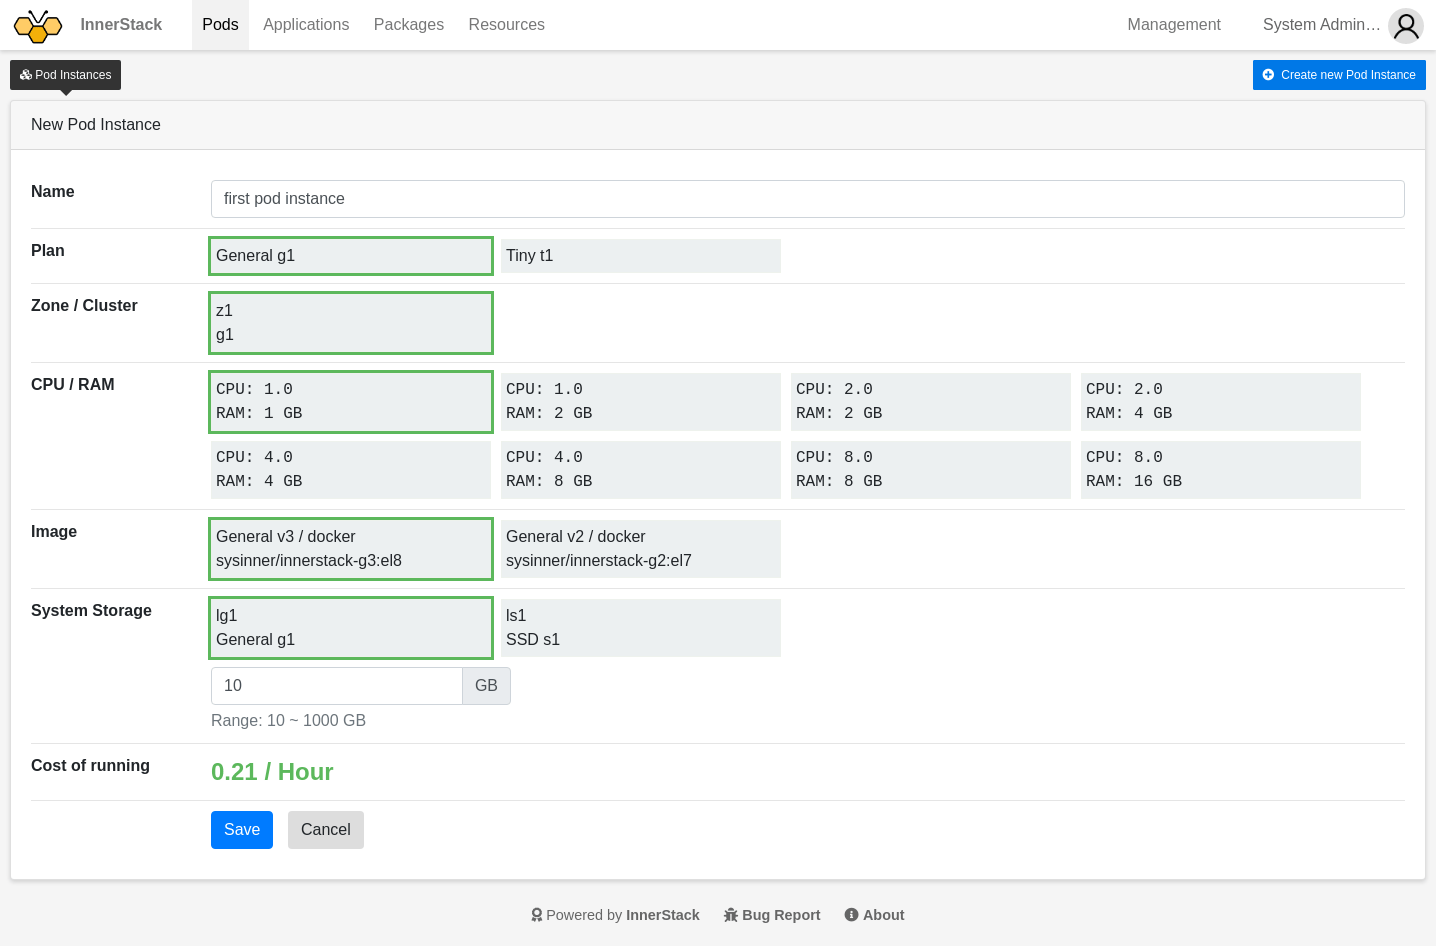 InnerStack
Pods
Applications
Packages
Resources
Management
System Admin…
Pod Instances
Create new Pod Instance
New Pod Instance
Name
first pod instance
Plan
General g1
Tiny t1
Zone / Cluster
z1
g1
CPU / RAM
CPU: 1.0
RAM: 1 GB
CPU: 1.0
RAM: 2 GB
CPU: 2.0
RAM: 2 GB
CPU: 2.0
RAM: 4 GB
CPU: 4.0
RAM: 4 GB
CPU: 4.0
RAM: 8 GB
CPU: 8.0
RAM: 8 GB
CPU: 8.0
RAM: 16 GB
Image
General v3 / docker
sysinner/innerstack-g3:el8
General v2 / docker
sysinner/innerstack-g2:el7
System Storage
lg1
General g1
ls1
SSD s1
10
GB
Range: 10 ~ 1000 GB
Cost of running
0.21 / Hour
Save
Cancel
Powered by InnerStack
Bug Report
About